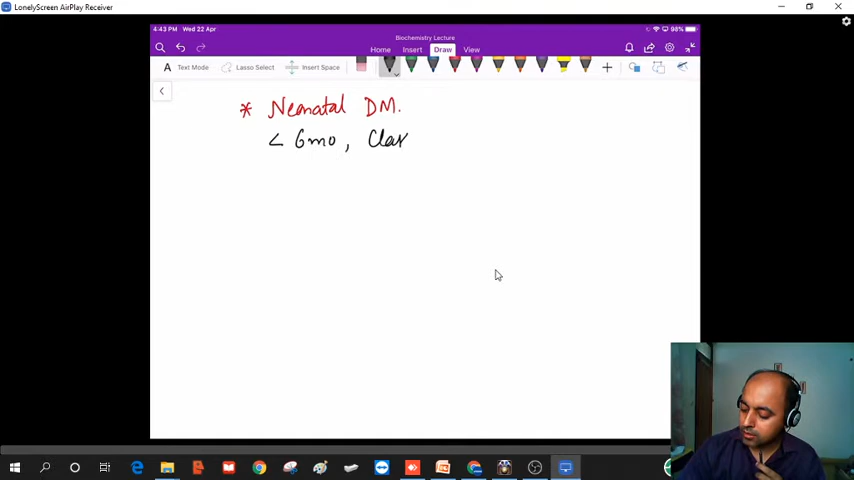 LonelyScreen AirPlay Receiver
4:43 PM Wed 22 Apr
98%
Biochemistry Lecture
Home Insert Draw View
A Text Mode Lasso Select Insert Space
* Neonatal DM.
< 6mo,